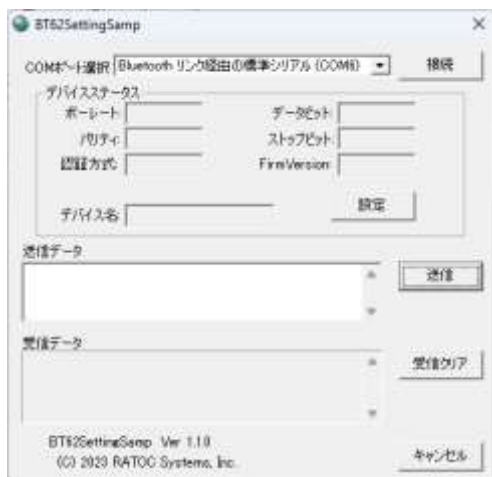 BT62SettingSamp
COMポート選択 Bluetooth リンク経由の標準シリアル (COM6) 接続
デバイスステータス
ボーレート データビット
パリティ ストップビット
認証方式 FirmVersion
デバイス名 設定
送信データ
送信
受信データ
受信クリア
BT62SettingSamp Ver 1.1.0
(C) 2023 RATOC Systems, Inc.
キャンセル